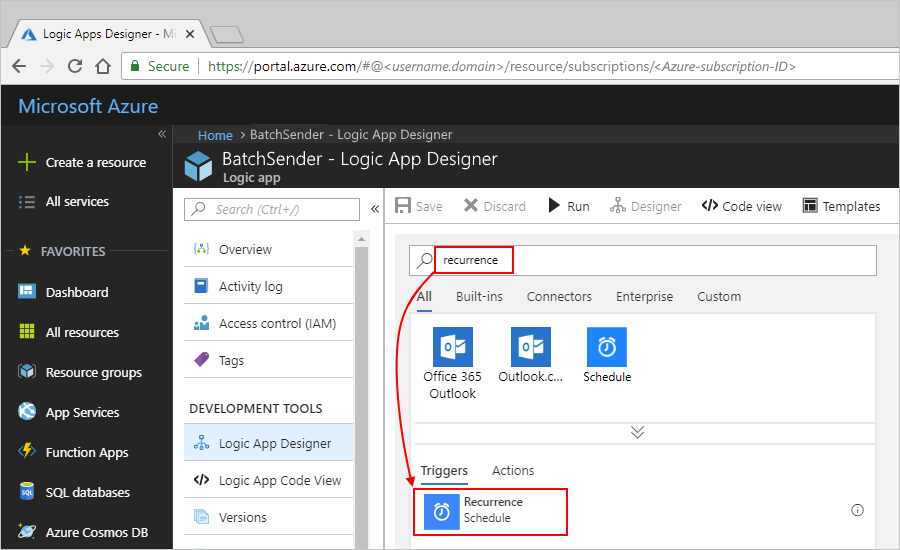 Logic Apps Designer - Mi
Secure
https://portal.azure.com/#@<username.domain>/resource/subscriptions/<Azure-subscription-ID>
Microsoft Azure
Create a resource
All services
FAVORITES
Dashboard
All resources
Resource groups
App Services
Function Apps
SQL databases
Azure Cosmos DB
Home > BatchSender - Logic App Designer
BatchSender - Logic App Designer
Logic app
Search (Ctrl+/)
Overview
Activity log
Access control (IAM)
Tags
DEVELOPMENT TOOLS
Logic App Designer
Logic App Code View
Versions
Save Discard Run Designer Code view Templates
recurrence
All Built-ins Connectors Enterprise Custom
Office 365 Outlook.c... Schedule
Outlook
Triggers Actions
Recurrence
Schedule